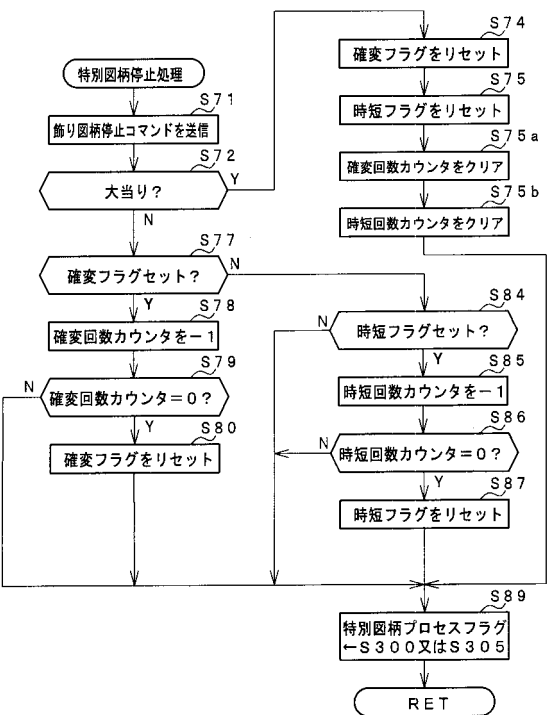 特別図柄停止処理
S71
飾り図柄停止コマンドを送信
S72
大当り？
Y
N
S74
確変フラグをリセット
S75
時短フラグをリセット
S75a
確変回数カウンタをクリア
S75b
時短回数カウンタをクリア
S77
確変フラグセット？
N
Y
S78
確変回数カウンタを－1
S79
N
確変回数カウンタ＝0？
Y
S80
確変フラグをリセット
S84
N
時短フラグセット？
Y
S85
時短回数カウンタを－1
S86
N
時短回数カウンタ＝0？
Y
S87
時短フラグをリセット
S89
特別図柄プロセスフラグ
←S300又はS305
RET